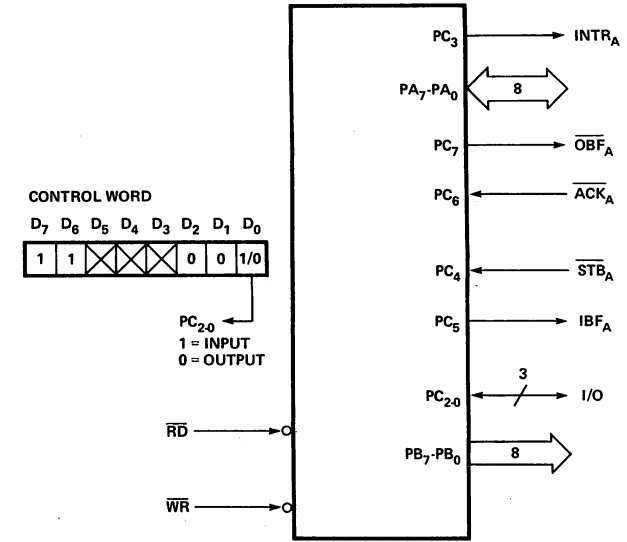 PC3 INTRA
PA7-PA0 8
PC7 OBFA
CONTROL WORD
PC6 ACKA
D7 D6 D5 D4 D3 D2 D1 D0
1 1 0 0 1/0
PC4 STBA
PC2-0
1 = INPUT
0 = OUTPUT
PC5 IBFA
3
PC2-0 I/O
RD
PB7-PB0 8
WR